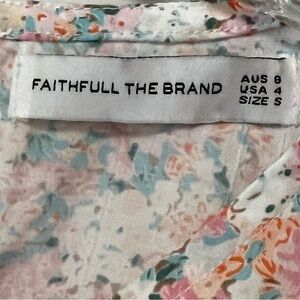 FAITHFULL THE BRAND
AUS 8
USA 4
SIZE S